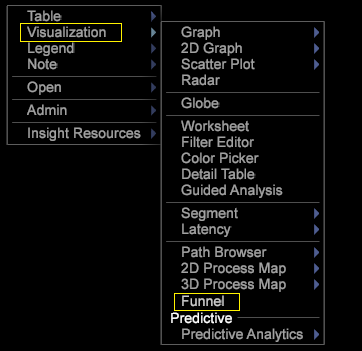 Table
Visualization
Legend
Note
Open
Admin
Insight Resources
Graph
2D Graph
Scatter Plot
Radar
Globe
Worksheet
Filter Editor
Color Picker
Detail Table
Guided Analysis
Segment
Latency
Path Browser
2D Process Map
3D Process Map
Funnel
Predictive
Predictive Analytics